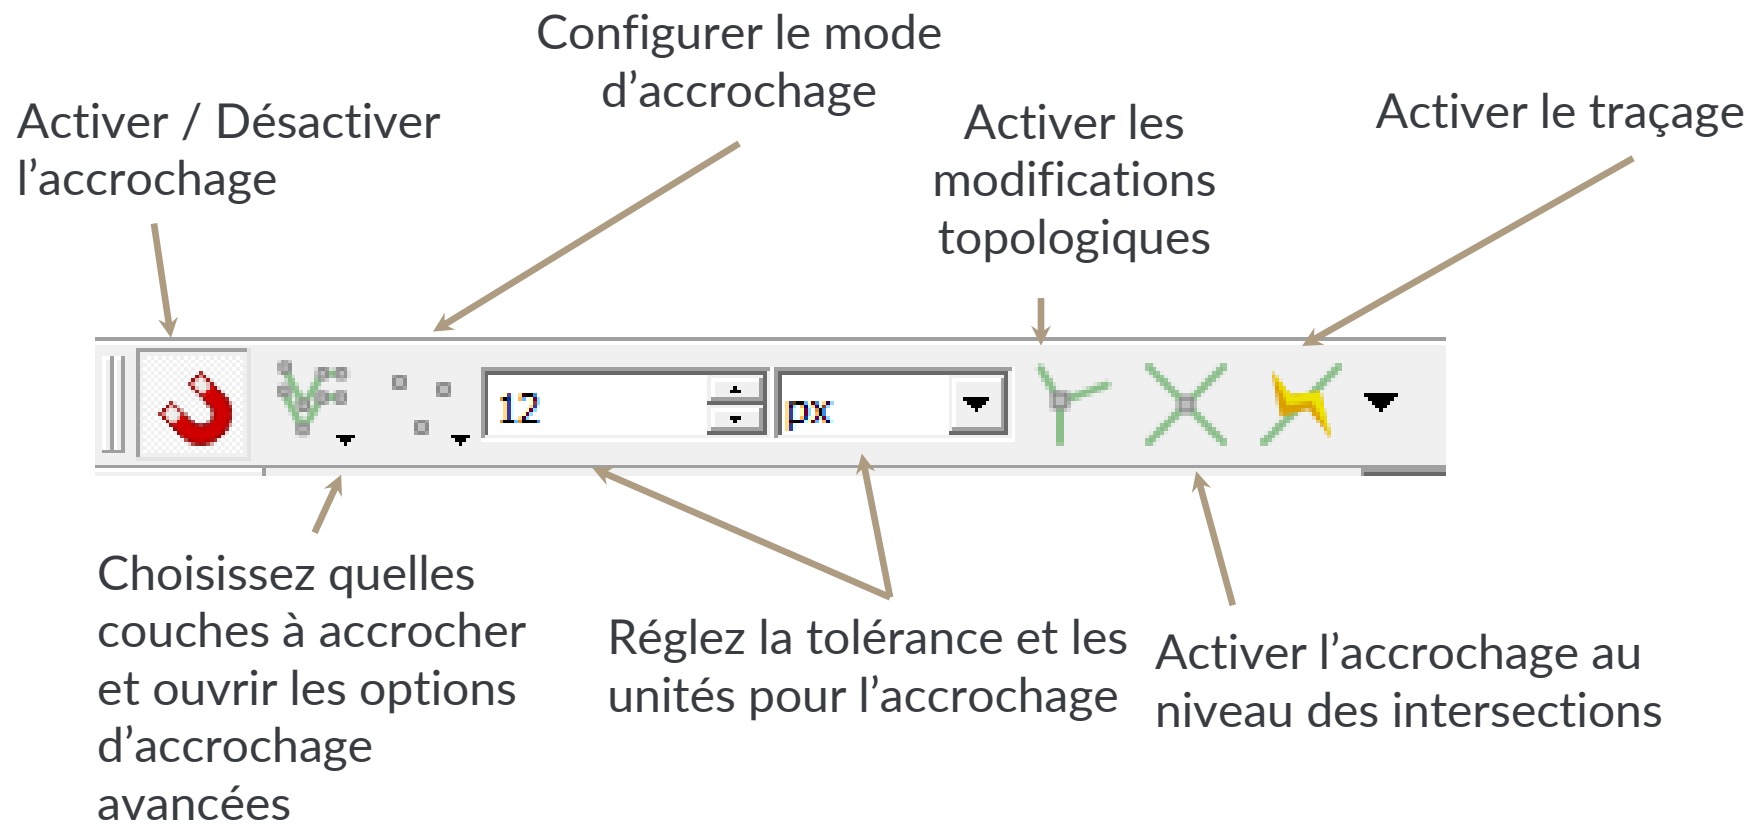 Configurer le mode
d’accrochage
Activer / Désactiver
l’accrochage
Activer les
modifications
topologiques
Activer le traçage
12
px
Choisissez quelles
couches à accrocher
et ouvrir les options
d’accrochage
avancées
Réglez la tolérance et les
unités pour l’accrochage
Activer l’accrochage au
niveau des intersections